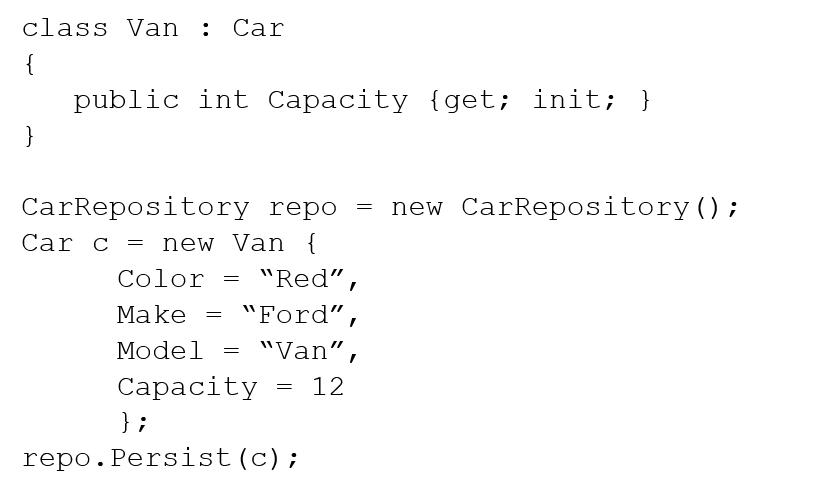 class Van : Car
{
public int Capacity {get; init; }
}
CarRepository repo = new CarRepository();
Car c = new Van {
Color = “Red”,
Make = “Ford”,
Model = “Van”,
Capacity = 12
};
repo.Persist(c);